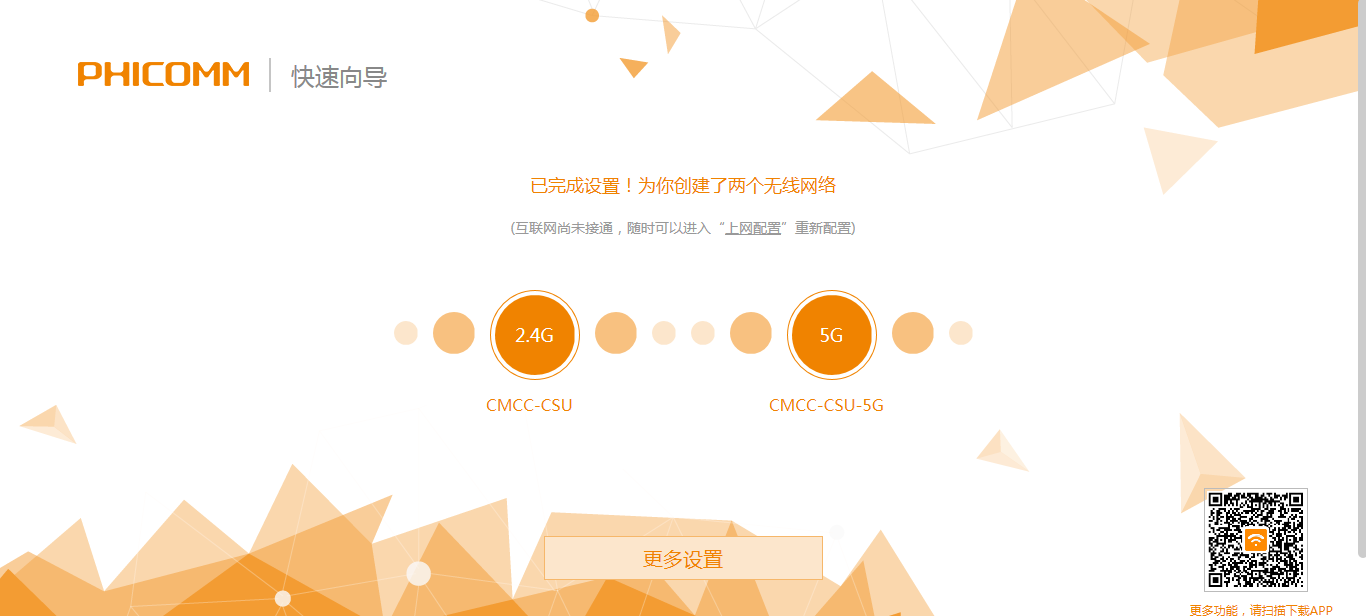 PHICOMM | 快速向导
已完成设置！为你创建了两个无线网络
(互联网尚未接通，随时可以进入“上网配置”重新配置)
2.4G 5G
CMCC-CSU CMCC-CSU-5G
更多设置
更多功能，请扫描下载APP